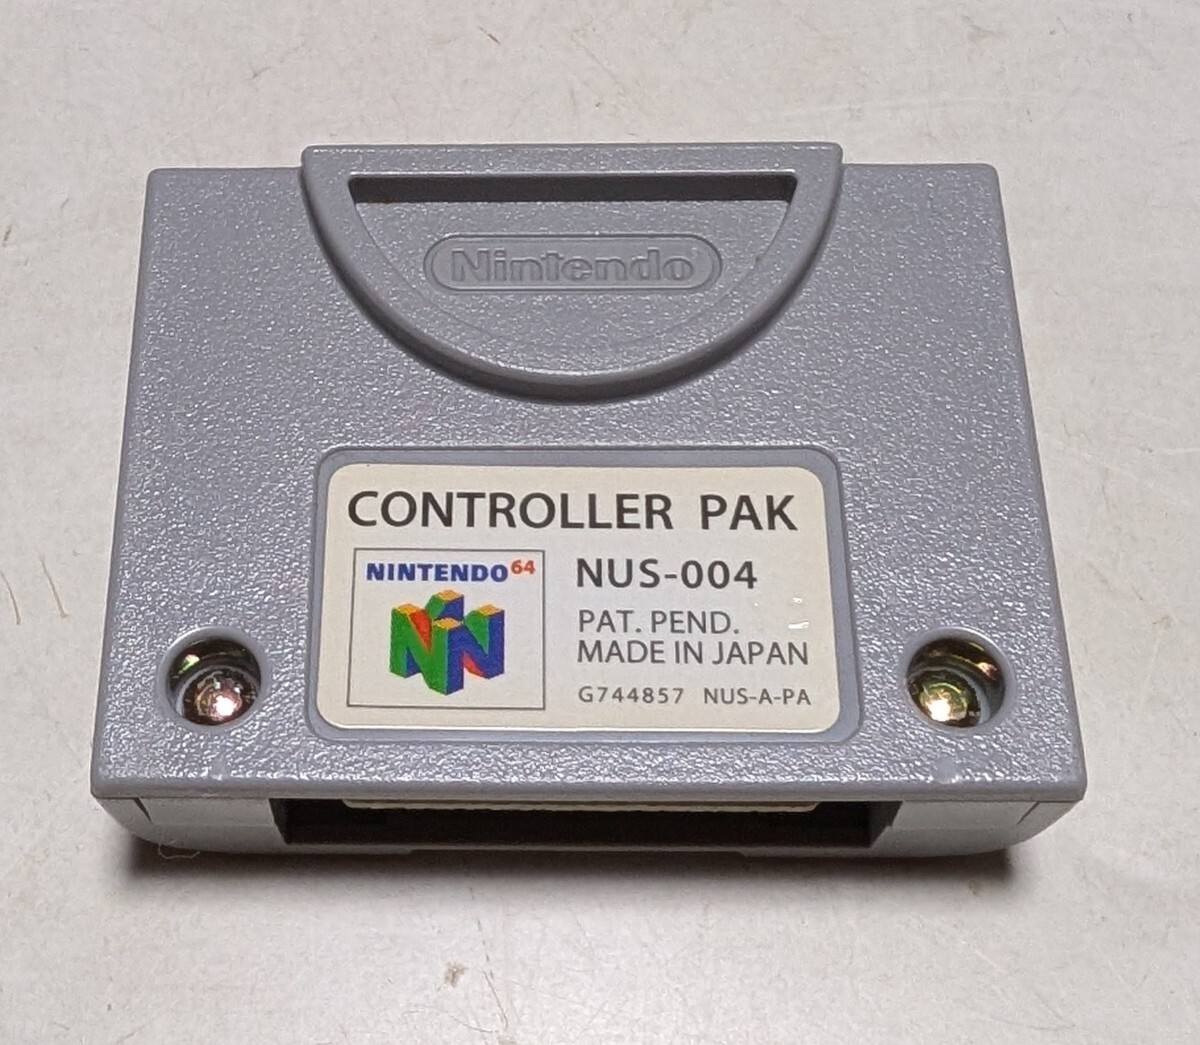 Nintendo
CONTROLLER PAK
NINTENDO64
NUS-004
PAT. PEND.
MADE IN JAPAN
G744857 NUS-A-PA